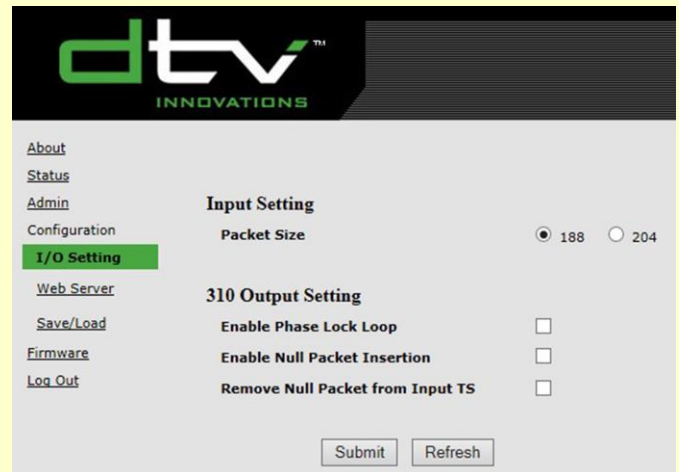 dtv™
INNOVATIONS
About
Status
Admin
Configuration
I/O Setting
Web Server
Save/Load
Firmware
Log Out
Input Setting
Packet Size 188 204
310 Output Setting
Enable Phase Lock Loop
Enable Null Packet Insertion
Remove Null Packet from Input TS
Submit Refresh